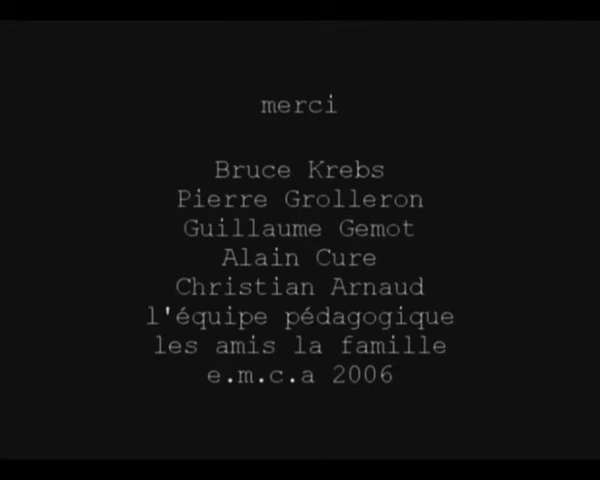 merci
Bruce Krebs
Pierre Grolleron
Guillaume Gemot
Alain Cure
Christian Arnaud
l'équipe pédagogique
les amis la famille
e.m.c.a 2006